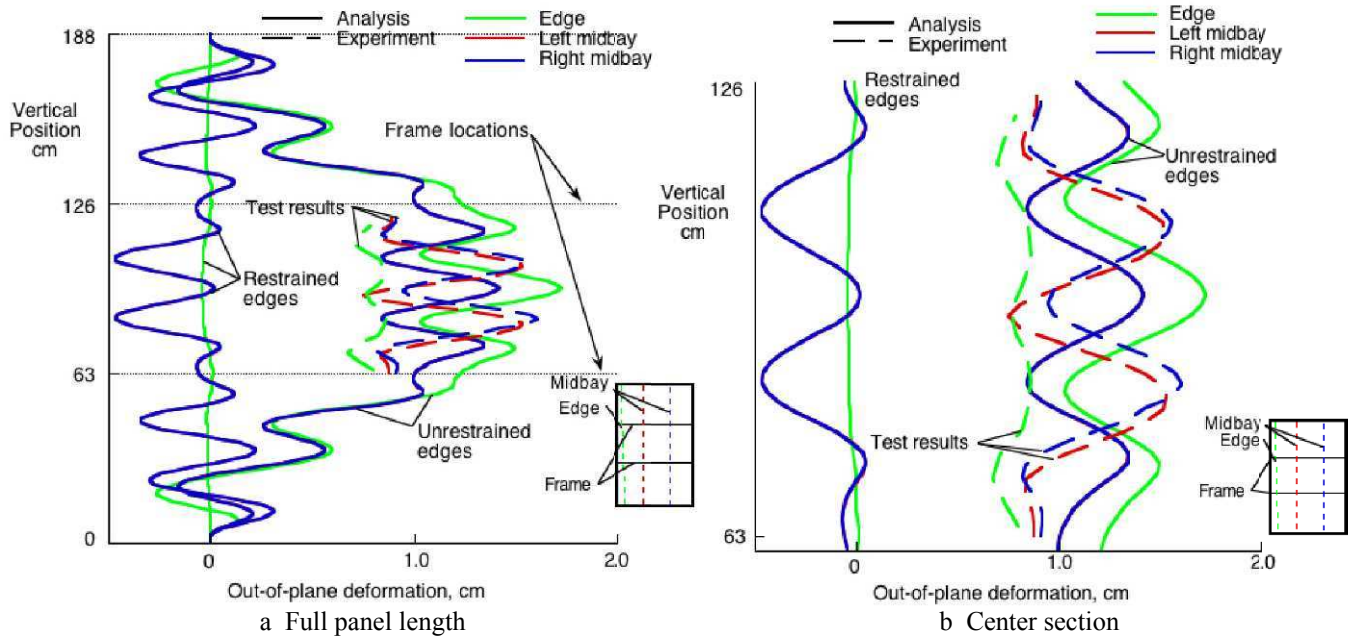 Analysis
Experiment
Edge
Left midbay
Right midbay
188
Vertical
Position
cm
Frame locations
126
Test results
Restrained
edges
63
Unrestrained
edges
Midbay
Edge
Frame
0
0
1.0
2.0
Out-of-plane deformation, cm
a Full panel length
Analysis
Experiment
Edge
Left midbay
Right midbay
126
Restrained
edges
Unrestrained
edges
Vertical
Position
cm
Test results
Midbay
Edge
Frame
63
0
1.0
2.0
Out-of-plane deformation, cm
b Center section